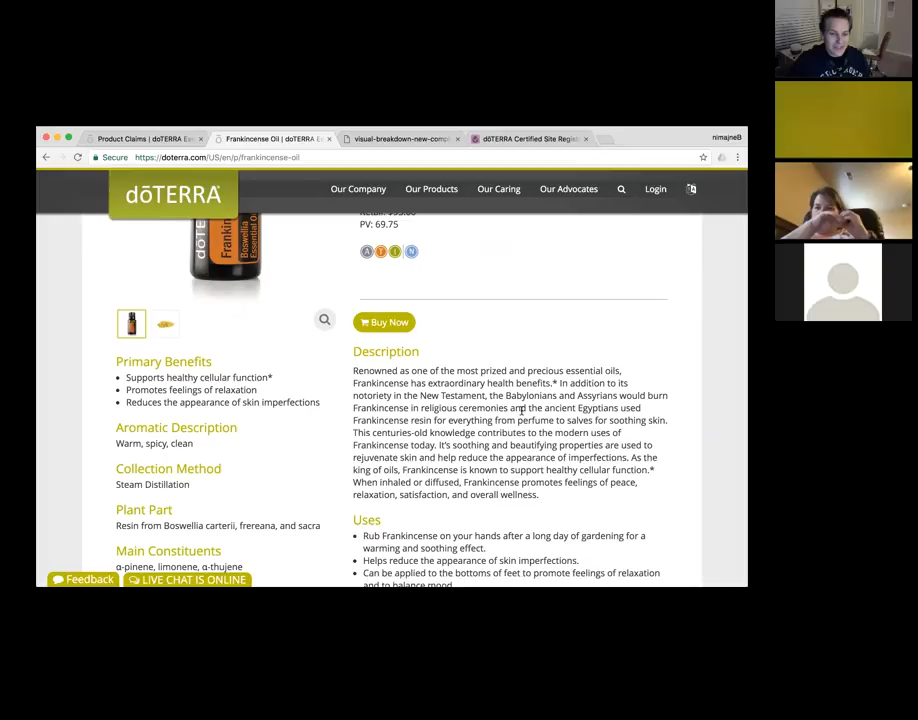 Product Claims | doTERRA Es
Frankincense Oil | doTERRA E
visual-breakdown-new-compl
dōTERRA Certified Site Regist
nimajneB
Secure https://doterra.com/US/en/p/frankincense-oil
dōTERRA
Our Company
Our Products
Our Caring
Our Advocates
Login
PV: 69.75
A T I N
dōTE
Frankin
Boswellia
Essential Oil
Buy Now
Primary Benefits
Supports healthy cellular function*
Promotes feelings of relaxation
Reduces the appearance of skin imperfections
Aromatic Description
Warm, spicy, clean
Collection Method
Steam Distillation
Plant Part
Resin from Boswellia carterii, frereana, and sacra
Main Constituents
α-pinene, limonene, α-thujene
Description
Renowned as one of the most prized and precious essential oils,
Frankincense has extraordinary health benefits.* In addition to its
notoriety in the New Testament, the Babylonians and Assyrians would burn
Frankincense in religious ceremonies and the ancient Egyptians used
Frankincense resin for everything from perfume to salves for soothing skin.
This centuries-old knowledge contributes to the modern uses of
Frankincense today. It's soothing and beautifying properties are used to
rejuvenate skin and help reduce the appearance of imperfections. As the
king of oils, Frankincense is known to support healthy cellular function.*
When inhaled or diffused, Frankincense promotes feelings of peace,
relaxation, satisfaction, and overall wellness.
Uses
Rub Frankincense on your hands after a long day of gardening for a
warming and soothing effect.
Helps reduce the appearance of skin imperfections.
Can be applied to the bottoms of feet to promote feelings of relaxation
and to balance mood.
Feedback
LIVE CHAT IS ONLINE